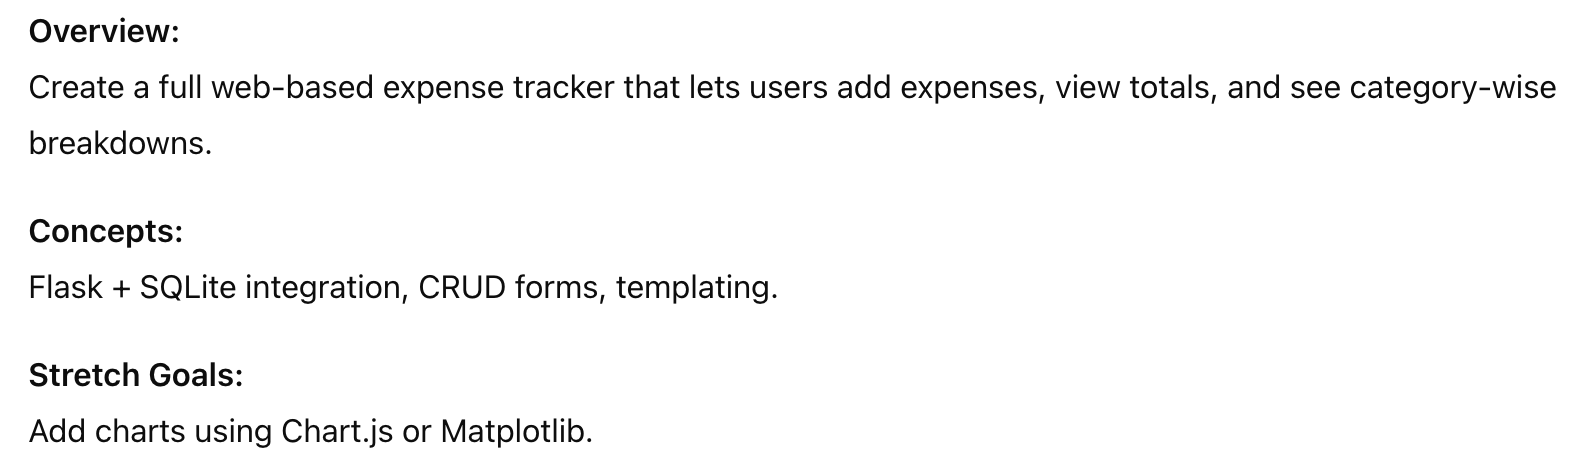 Overview:
Create a full web-based expense tracker that lets users add expenses, view totals, and see category-wise
breakdowns.
Concepts:
Flask + SQLite integration, CRUD forms, templating.
Stretch Goals:
Add charts using Chart.js or Matplotlib.